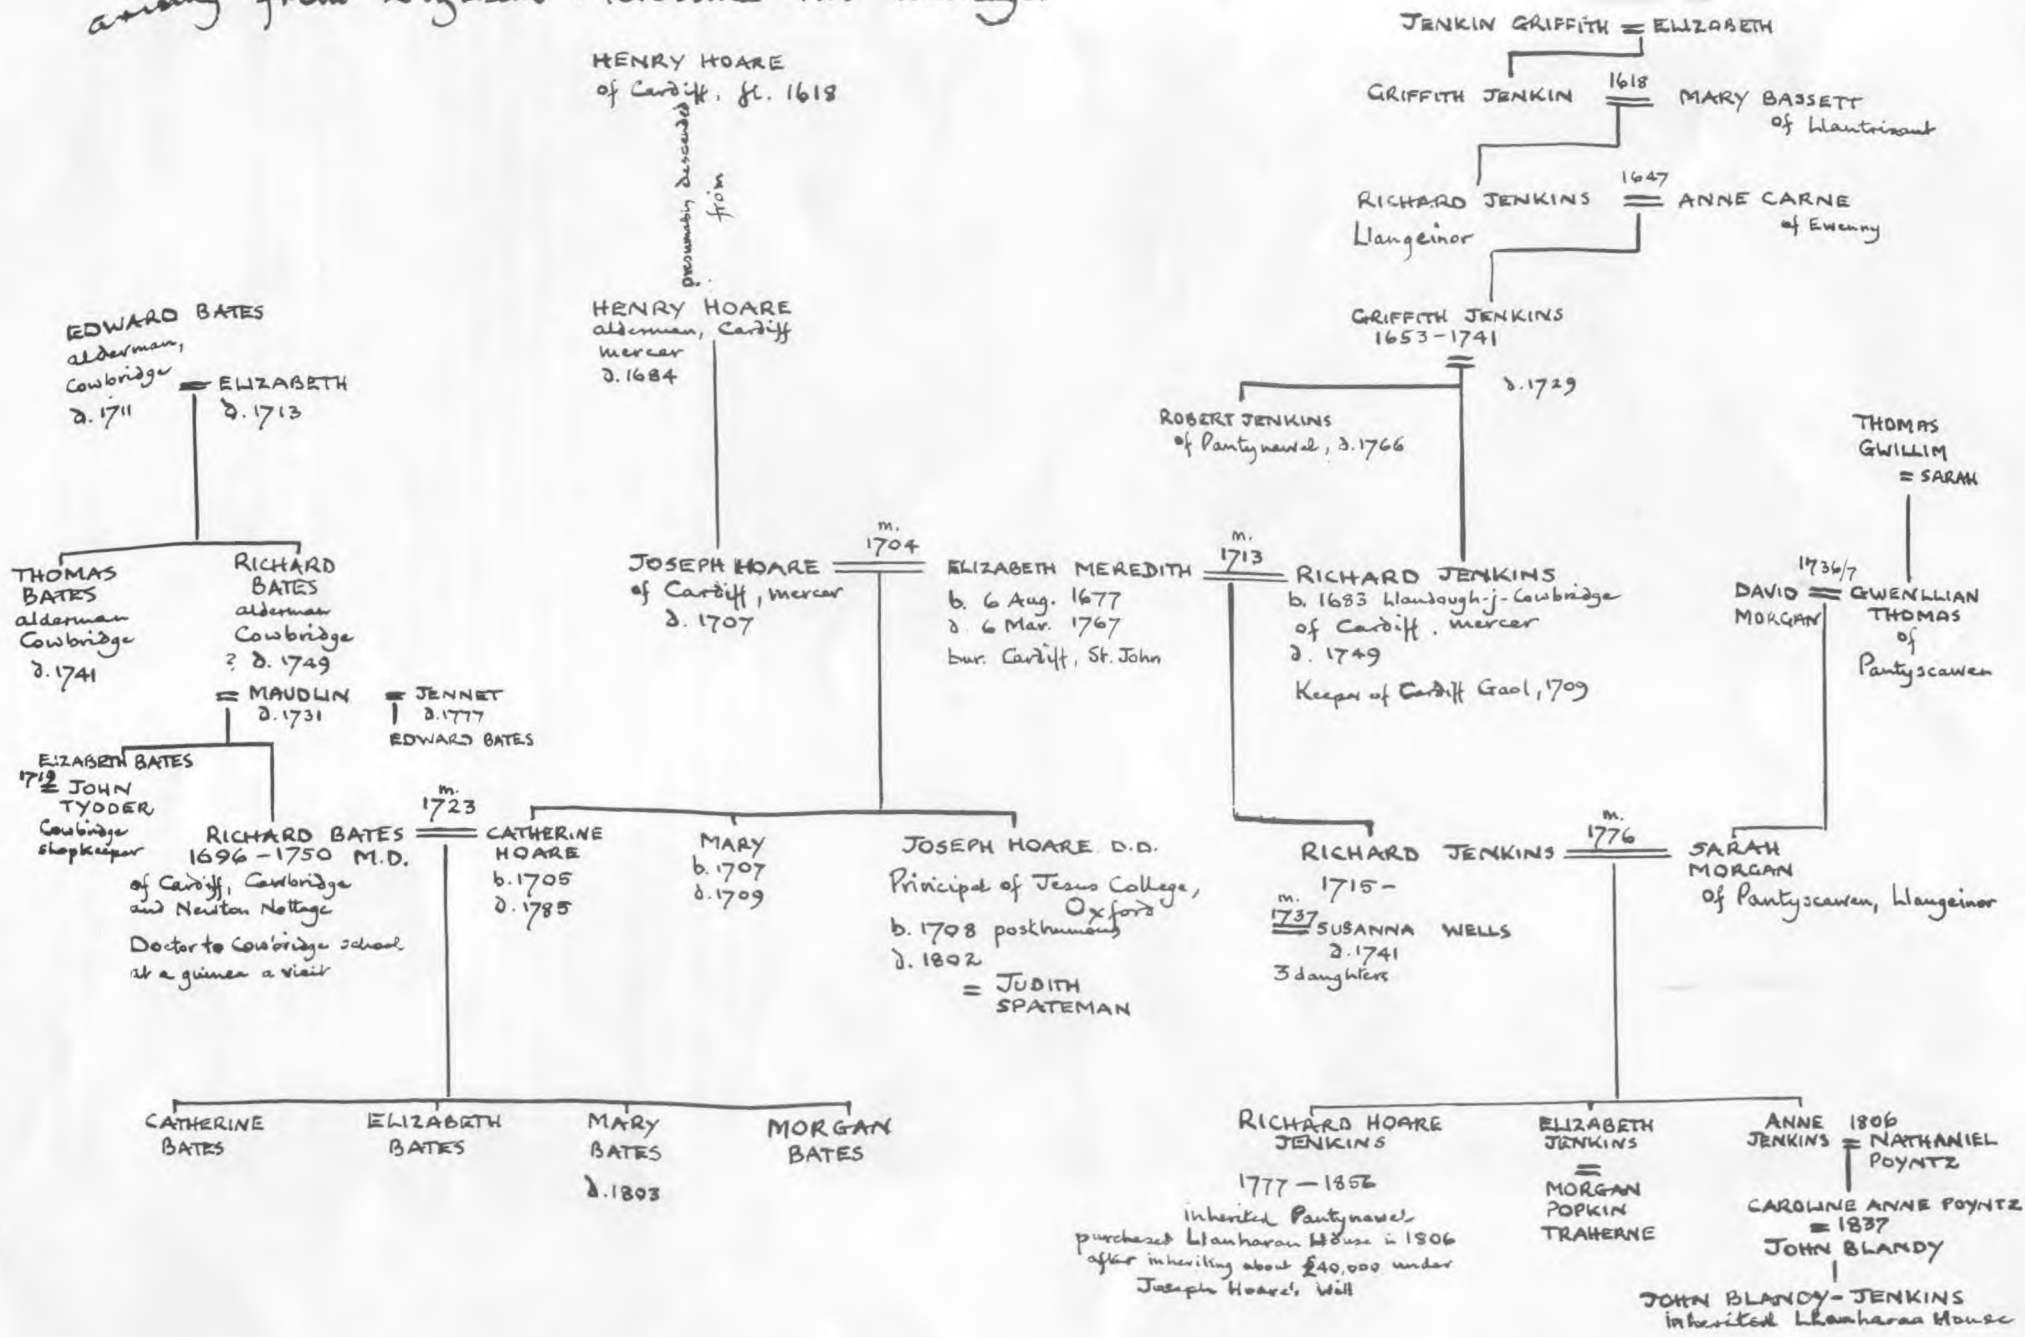 arising from
JENKIN GRIFFITH = ELIZABETH
HENRY HOARE
of Cardiff, fl. 1618
presumably descended
from
GRIFFITH JENKIN = MARY BASSETT
1618
of Llantrisant
RICHARD JENKINS = ANNE CARNE
1647
Llangeinor
of Ewenny
GRIFFITH JENKINS
1653-1741
=
d. 1729
HENRY HOARE
alderman, Cardiff
mercer
d. 1684
EDWARD BATES
alderman,
Cowbridge
d. 1711
= ELIZABETH
d. 1713
ROBERT JENKINS
of Pantynawel, d. 1766
THOMAS
GWILLIM
= SARAH
THOMAS
BATES
alderman
Cowbridge
d. 1741
RICHARD
BATES
alderman
Cowbridge
? d. 1749
= MAUDLIN
d. 1731
= JENNET
d. 1777
EDWARD BATES
JOSEPH HOARE
of Cardiff, mercer
d. 1707
m.
1704
ELIZABETH MEREDITH
b. 6 Aug. 1677
d. 6 Mar. 1767
bur. Cardiff, St. John
m.
1713
RICHARD JENKINS
b. 1683 Llandough-j-Cowbridge
of Cardiff, mercer
d. 1749
Keeper of Cardiff Gaol, 1709
DAVID
MORGAN
1736/7
=
GWENLLIAN
THOMAS
of
Pantyscawen
ELIZABETH BATES
= JOHN
TYDDER
Cowbridge
shopkeeper
RICHARD BATES
1696-1750 M.D.
of Cardiff, Cowbridge
and Newton Nottage
Doctor to Cowbridge school
at a guinea a visit
m.
1723
CATHERINE
HOARE
b. 1705
d. 1785
MARY
b. 1707
d. 1709
JOSEPH HOARE D.D.
Principal of Jesus College,
Oxford
b. 1708 posthumous
d. 1802
= JUDITH
SPATEMAN
RICHARD JENKINS
1715-
m.
1737
= SUSANNA WELLS
d. 1741
3 daughters
m.
1776
SARAH
MORGAN
of Pantyscawen, Llangeinor
CATHERINE
BATES
ELIZABETH
BATES
MARY
BATES
d. 1803
MORGAN
BATES
RICHARD HOARE
JENKINS
1777-1856
inherited Pantynawel
purchased Llanharan House in 1806
after inheriting about £40,000 under
Joseph Hoare's Will
ELIZABETH
JENKINS
=
MORGAN
POPKIN
TRAHERNE
ANNE
JENKINS
1806
= NATHANIEL
POYNTZ
CAROLINE ANNE POYNTZ
= 1837
JOHN BLANDY
JOHN BLANDY-JENKINS
inherited Llanharan House